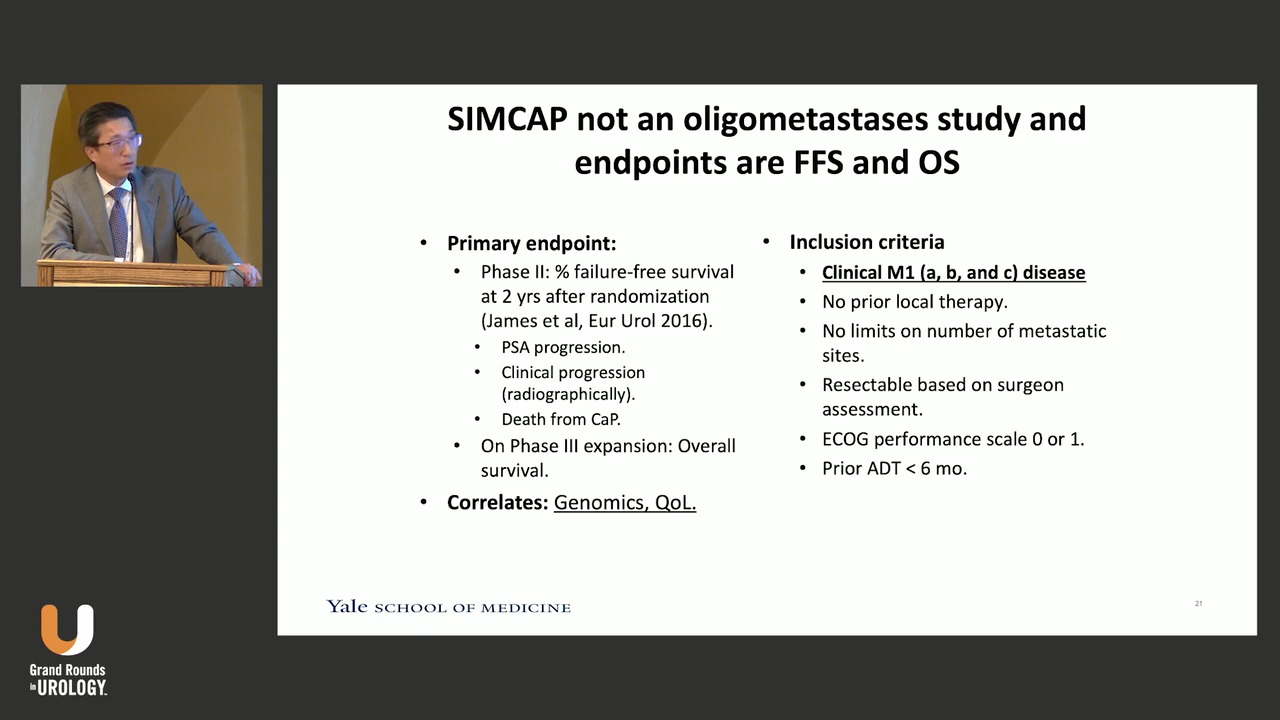 SIMCAP not an oligometastases study and
endpoints are FFS and OS
• Primary endpoint:
• Phase II: % failure-free survival
at 2 yrs after randomization
(James et al, Eur Urol 2016).
• PSA progression.
• Clinical progression
(radiographically).
• Death from CaP.
• On Phase III expansion: Overall
survival.
• Correlates: Genomics, QoL.
• Inclusion criteria
• Clinical M1 (a, b, and c) disease
• No prior local therapy.
• No limits on number of metastatic
sites.
• Resectable based on surgeon
assessment.
• ECOG performance scale 0 or 1.
• Prior ADT < 6 mo.
Yale SCHOOL OF MEDICINE
21
Grand Rounds
in UROLOGY